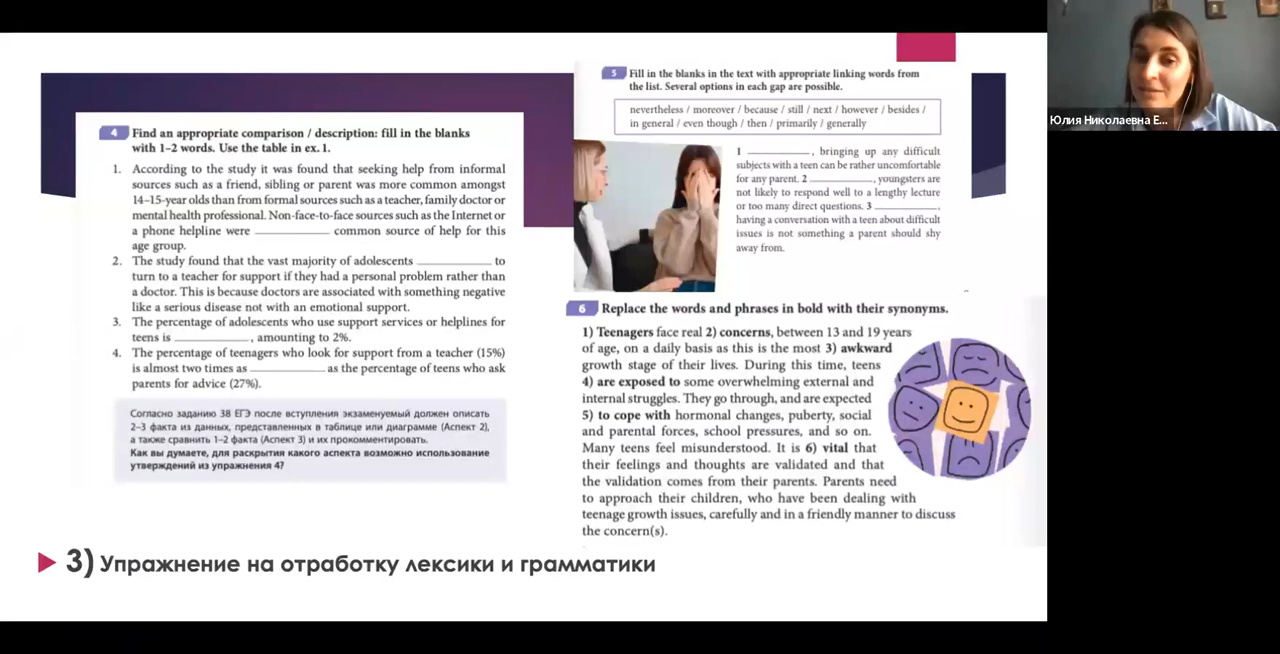 4 Find an appropriate comparison / description: fill in the blanks
with 1–2 words. Use the table in ex. 1.
1. According to the study it was found that seeking help from informal
sources such as a friend, sibling or parent was more common amongst
14–15-year olds than from formal sources such as a teacher, family doctor or
mental health professional. Non-face-to-face sources such as the Internet or
a phone helpline were ____________ common source of help for this
age group.
2. The study found that the vast majority of adolescents ____________ to
turn to a teacher for support if they had a personal problem rather than
a doctor. This is because doctors are associated with something negative
like a serious disease not with an emotional support.
3. The percentage of adolescents who use support services or helplines for
teens is ____________, amounting to 2%.
4. The percentage of teenagers who look for support from a teacher (15%)
is almost two times as ____________ as the percentage of teens who ask
parents for advice (27%).
Согласно заданию 38 ЕГЭ после вступления экзаменуемый должен описать
2–3 факта из данных, представленных в таблице или диаграмме (Аспект 2),
а также сравнить 1–2 факта (Аспект 3) и их прокомментировать.
Как вы думаете, для раскрытия какого аспекта возможно использование
утверждений из упражнения 4?
5 Fill in the blanks in the text with appropriate linking words from
the list. Several options in each gap are possible.
nevertheless / moreover / because / still / next / however / besides /
in general / even though / then / primarily / generally
1 __________, bringing up any difficult
subjects with a teen can be rather uncomfortable
for any parent. 2 __________, youngsters are
not likely to respond well to a lengthy lecture
or too many direct questions. 3 __________,
having a conversation with a teen about difficult
issues is not something a parent should shy
away from.
6 Replace the words and phrases in bold with their synonyms.
1) Teenagers face real 2) concerns, between 13 and 19 years
of age, on a daily basis as this is the most 3) awkward
growth stage of their lives. During this time, teens
4) are exposed to some overwhelming external and
internal struggles. They go through, and are expected
5) to cope with hormonal changes, puberty, social
and parental forces, school pressures, and so on.
Many teens feel misunderstood. It is 6) vital that
their feelings and thoughts are validated and that
the validation comes from their parents. Parents need
to approach their children, who have been dealing with
teenage growth issues, carefully and in a friendly manner to discuss
the concern(s).
3) Упражнение на отработку лексики и грамматики
Юлия Николаевна Е...